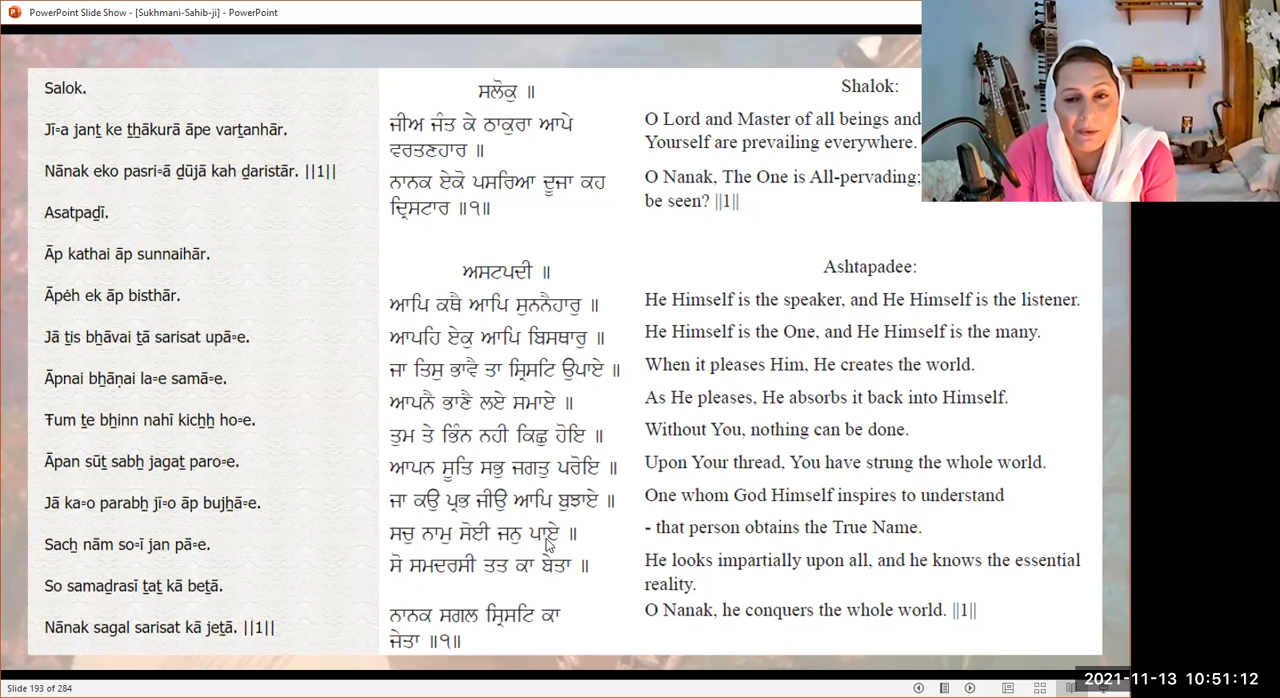 PowerPoint Slide Show - [Sukhmani-Sahib-ji] - PowerPoint
Salok.
Jī▫a janṯ ke ṯẖākurā āpe varṯanhār.
Nānak eko pasri▫ā ḏūjā kah ḏaristār. ||1||
Asatpaḏī.
Āp kathai āp sunnaihār.
Āpėh ek āp bisthār.
Jā ṯis bẖāvai ṯā sarisat upā▫e.
Āpnai bẖāṇai la▫e samā▫e.
Ŧum ṯe bẖinn nahī kichẖ ho▫e.
Āpan sūṯ sabẖ jagaṯ paro▫e.
Jā ka▫o parabẖ jī▫o āp bujẖā▫e.
Sacẖ nām so▫ī jan pā▫e.
So samaḏrasī ṯaṯ kā beṯā.
Nānak sagal sarisat kā jeṯā. ||1||
ਸਲੋਕੁ ॥
ਜੀਅ ਜੰਤ ਕੇ ਠਾਕੁਰਾ ਆਪੇ
ਵਰਤਣਹਾਰ ॥
ਨਾਨਕ ਏਕੋ ਪਸਰਿਆ ਦੂਜਾ ਕਹ
ਦ੍ਰਿਸਟਾਰ ॥੧॥
ਅਸਟਪਦੀ ॥
ਆਪਿ ਕਥੈ ਆਪਿ ਸੁਨਨੈਹਾਰੁ ॥
ਆਪਹਿ ਏਕੁ ਆਪਿ ਬਿਸਥਾਰੁ ॥
ਜਾ ਤਿਸੁ ਭਾਵੈ ਤਾ ਸ੍ਰਿਸਟਿ ਉਪਾਏ ॥
ਆਪਨੈ ਭਾਣੈ ਲਏ ਸਮਾਏ ॥
ਤੁਮ ਤੇ ਭਿੰਨ ਨਹੀ ਕਿਛੁ ਹੋਇ ॥
ਆਪਨ ਸੂਤਿ ਸਭੁ ਜਗਤੁ ਪਰੋਇ ॥
ਜਾ ਕਉ ਪ੍ਰਭ ਜੀਉ ਆਪਿ ਬੁਝਾਏ ॥
ਸਚੁ ਨਾਮੁ ਸੋਈ ਜਨੁ ਪਾਏ ॥
ਸੋ ਸਮਦਰਸੀ ਤਤ ਕਾ ਬੇਤਾ ॥
ਨਾਨਕ ਸਗਲ ਸ੍ਰਿਸਟਿ ਕਾ
ਜੇਤਾ ॥੧॥
Shalok:
O Lord and Master of all beings and
Yourself are prevailing everywhere.
O Nanak, The One is All-pervading;
be seen? ||1||
Ashtapadee:
He Himself is the speaker, and He Himself is the listener.
He Himself is the One, and He Himself is the many.
When it pleases Him, He creates the world.
As He pleases, He absorbs it back into Himself.
Without You, nothing can be done.
Upon Your thread, You have strung the whole world.
One whom God Himself inspires to understand
- that person obtains the True Name.
He looks impartially upon all, and he knows the essential
reality.
O Nanak, he conquers the whole world. ||1||
Slide 193 of 284
2021-11-13 10:51:12